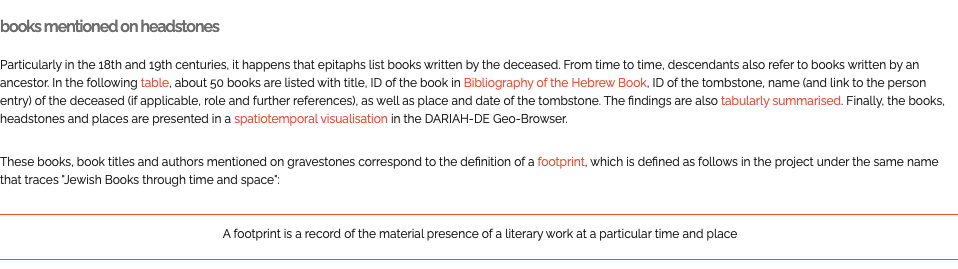 books mentioned on headstones
Particularly in the 18th and 19th centuries, it happens that epitaphs list books written by the deceased. From time to time, descendants also refer to books written by an
ancestor. In the following table, about 50 books are listed with title, ID of the book in Bibliography of the Hebrew Book, ID of the tombstone, name (and link to the person
entry) of the deceased (if applicable, role and further references), as well as place and date of the tombstone. The findings are also tabularly summarised. Finally, the books,
headstones and places are presented in a spatiotemporal visualisation in the DARIAH-DE Geo-Browser.
These books, book titles and authors mentioned on gravestones correspond to the definition of a footprint, which is defined as follows in the project under the same name
that traces "Jewish Books through time and space":
A footprint is a record of the material presence of a literary work at a particular time and place